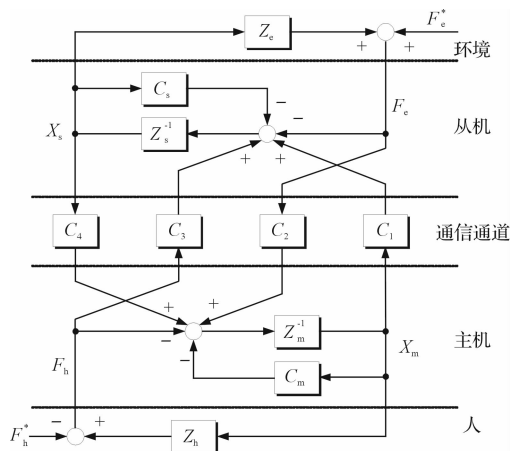 Z_e
F_e^*
+ +
环境
C_s
−
−
F_e
X_s
Z_s^{-1}
从机
+ +
C_4
C_3
C_2
C_1
通信通道
+ +
−
Z_m^{-1}
主机
−
X_m
F_h
C_m
人
F_h^*
− +
Z_h